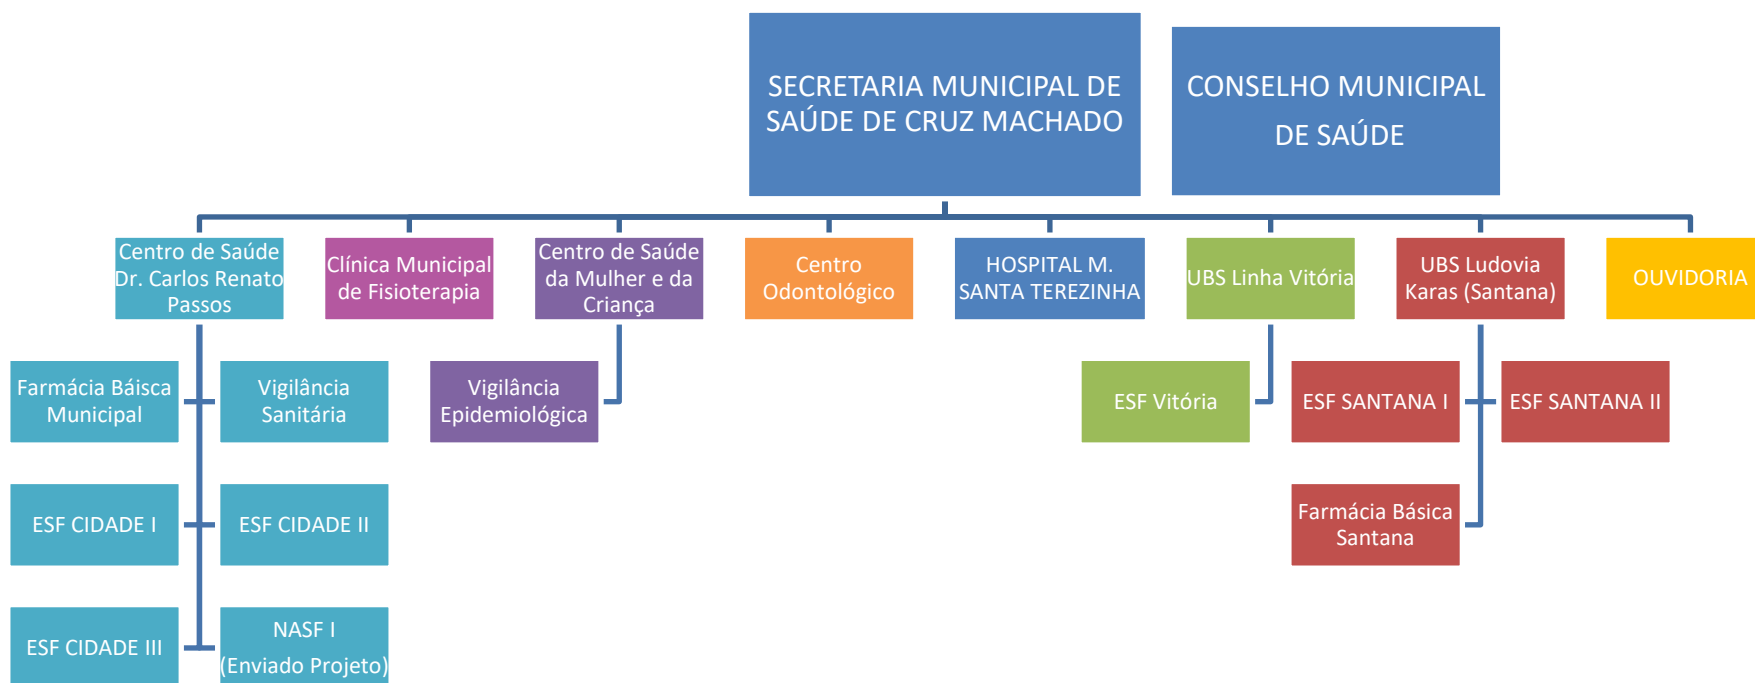 SECRETARIA MUNICIPAL DE
SAÚDE DE CRUZ MACHADO
CONSELHO MUNICIPAL
DE SAÚDE
Centro de Saúde
Dr. Carlos Renato
Passos
Clínica Municipal
de Fisioterapia
Centro de Saúde
da Mulher e da
Criança
Centro
Odontológico
HOSPITAL M.
SANTA TEREZINHA
UBS Linha Vitória
UBS Ludovia
Karas (Santana)
OUVIDORIA
Farmácia Báisca
Municipal
Vigilância
Sanitária
Vigilância
Epidemiológica
ESF Vitória
ESF SANTANA I
ESF SANTANA II
ESF CIDADE I
ESF CIDADE II
Farmácia Básica
Santana
ESF CIDADE III
NASF I
(Enviado Projeto)